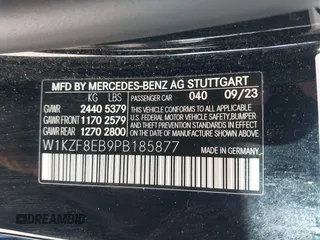 MFD BY MERCEDES-BENZ AG STUTTGART
KG LBS PASSENGER CAR 040 09/23
GAWR 2440 5379 THIS VEHICLE CONFORMS TO ALL APPLICABLE
GAWR FRONT 1170 2579 U.S. FEDERAL MOTOR VEHICLE SAFETY, BUMPER,
GAWR REAR 1270 2800 AND THEFT PREVENTION STANDARDS IN EFFECT ON THE DATE OF MANUFACTURE SHOWN ABOVE.
W1KZF8EB9PB185877 MADE IN GERMANY
DREAMBID